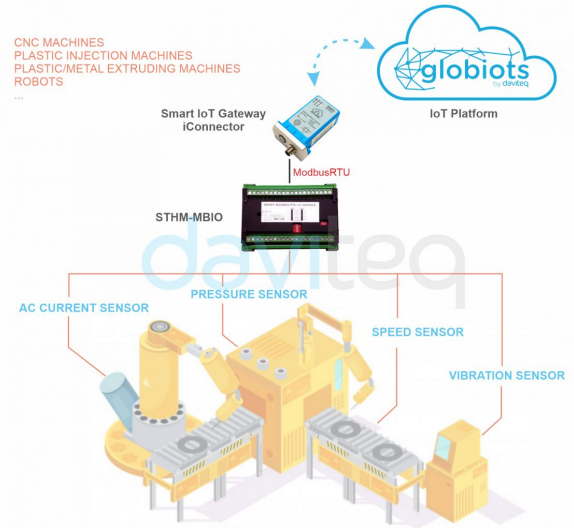 CNC MACHINES
PLASTIC INJECTION MACHINES
PLASTIC/METAL EXTRUDING MACHINES
ROBOTS
...
globiots
by daviteq
IoT Platform
Smart IoT Gateway
iConnector
ModbusRTU
STHM-MBIO
daviteq
PRESSURE SENSOR
AC CURRENT SENSOR
SPEED SENSOR
VIBRATION SENSOR